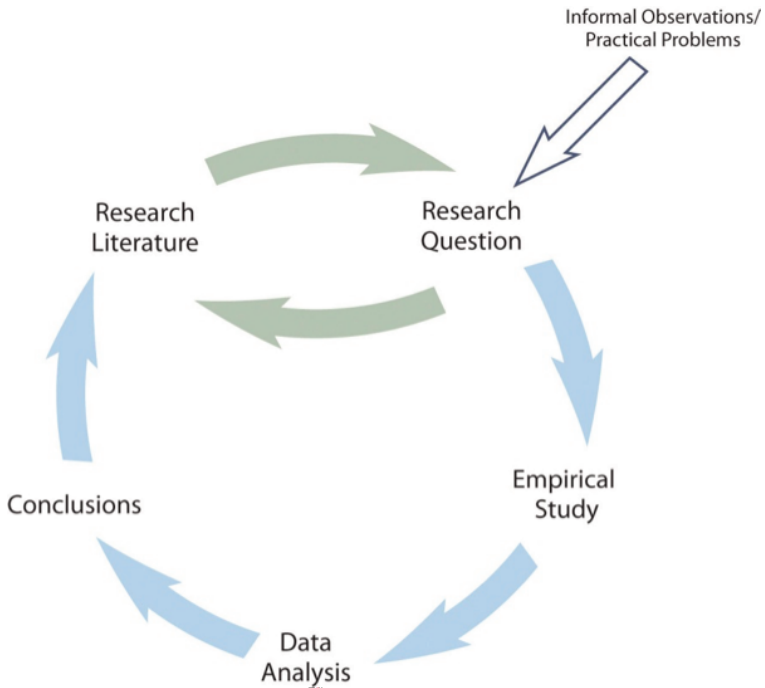 Informal Observations/
Practical Problems
Research
Literature
Research
Question
Empirical
Study
Conclusions
Data
Analysis